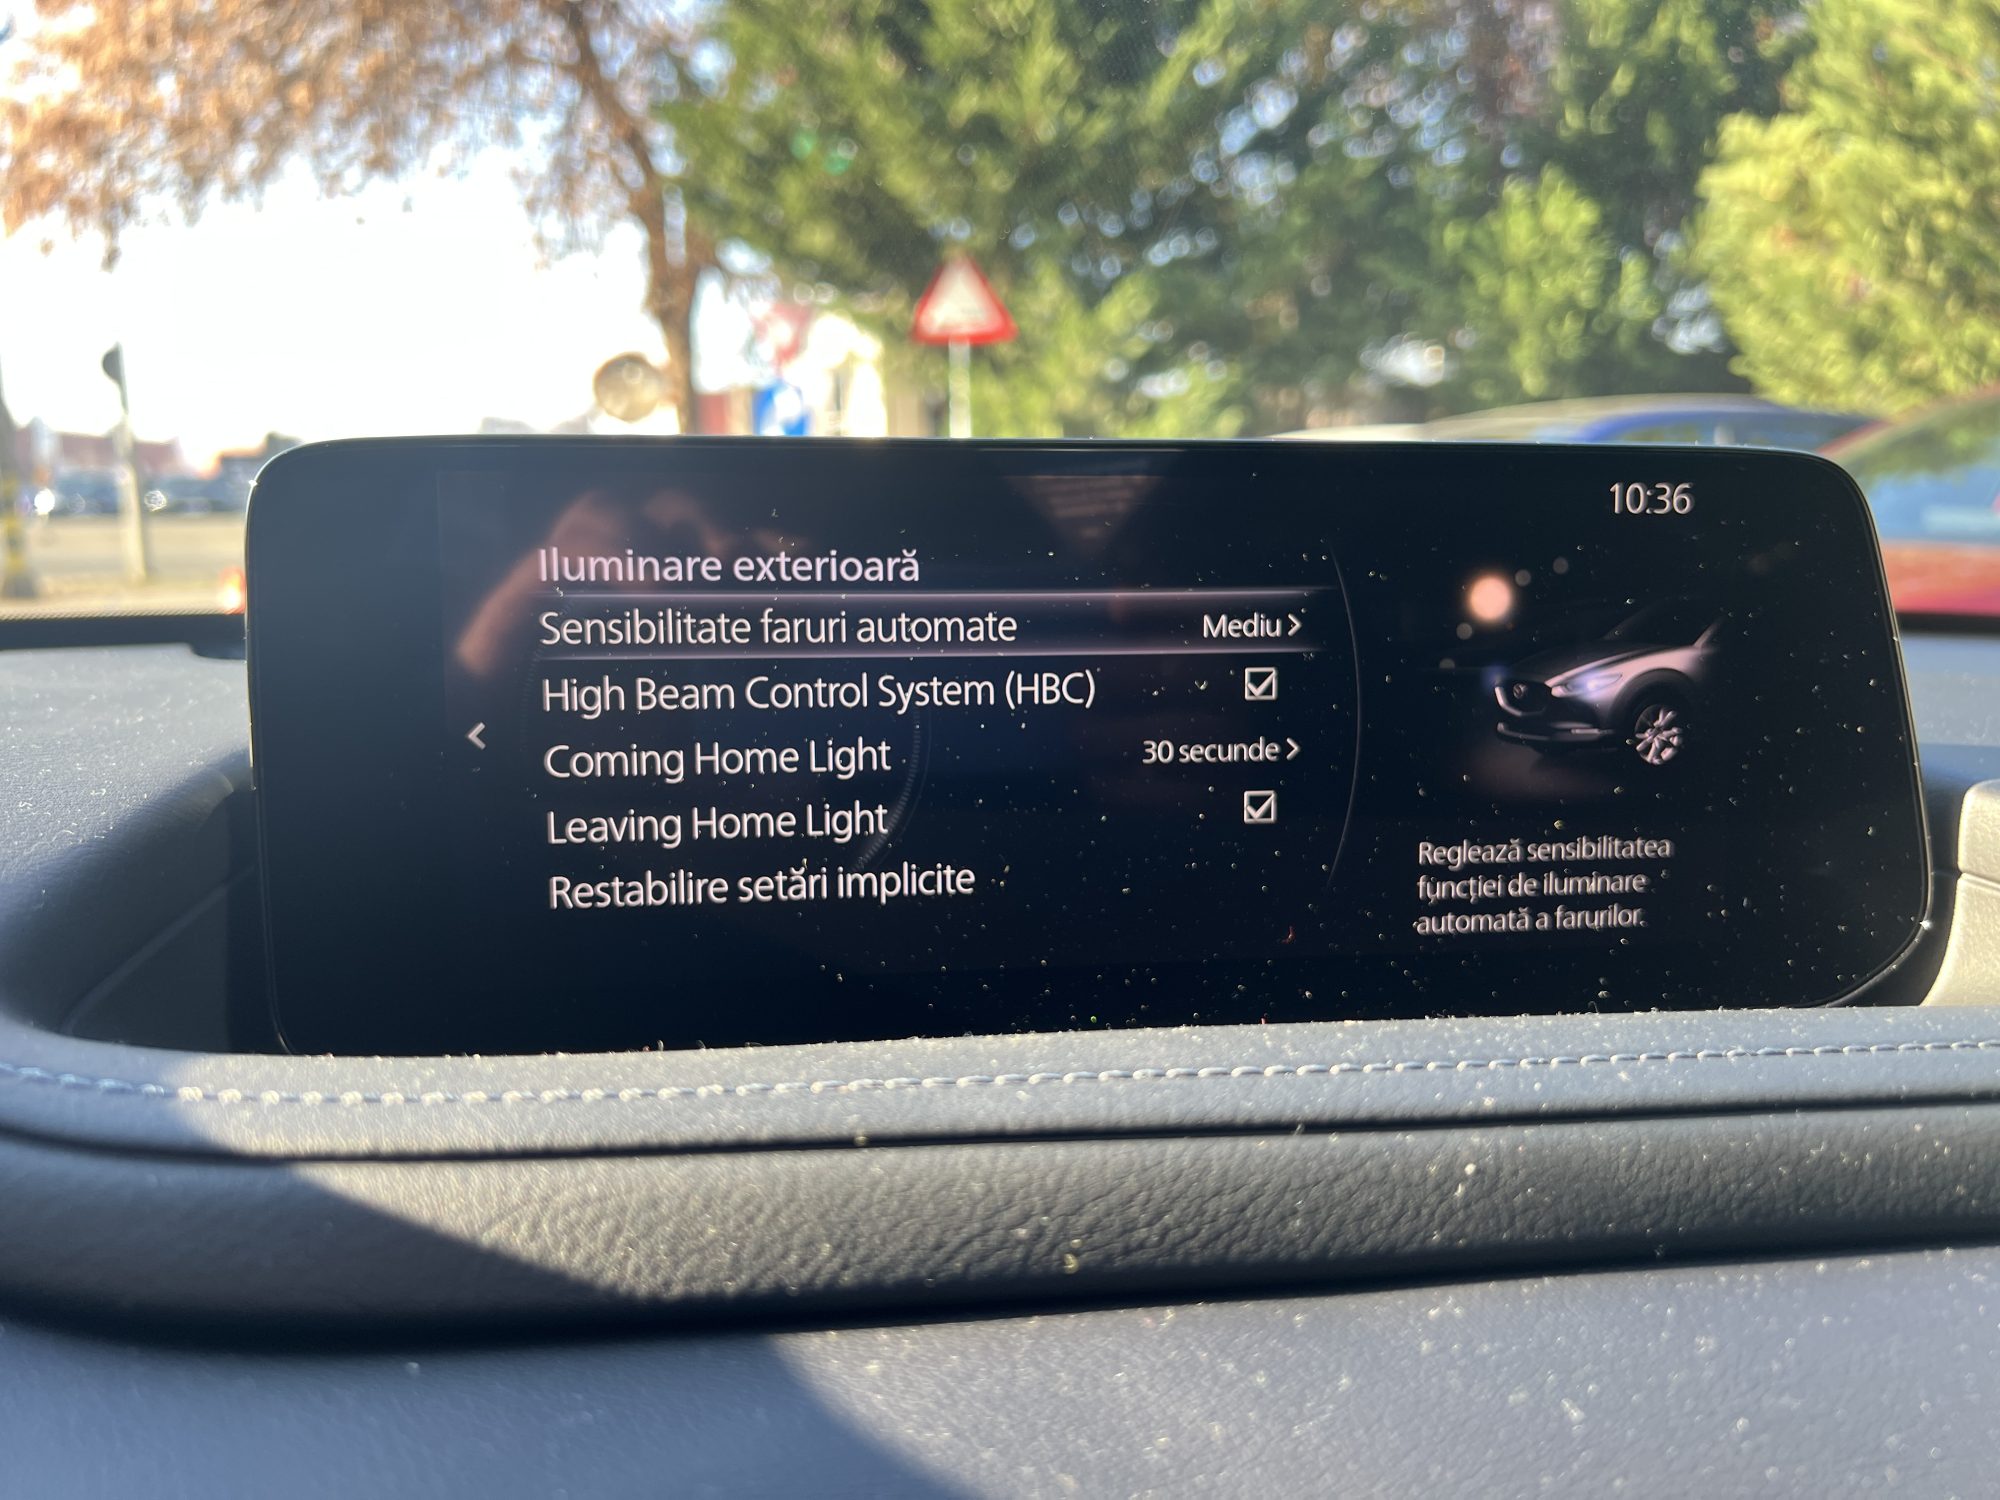 10:36
Iluminare exterioară
Sensibilitate faruri automate Mediu >
High Beam Control System (HBC)
Coming Home Light 30 secunde >
Leaving Home Light
Restabilire setări implicite
Reglează sensibilitatea
funcției de iluminare
automată a farurilor.